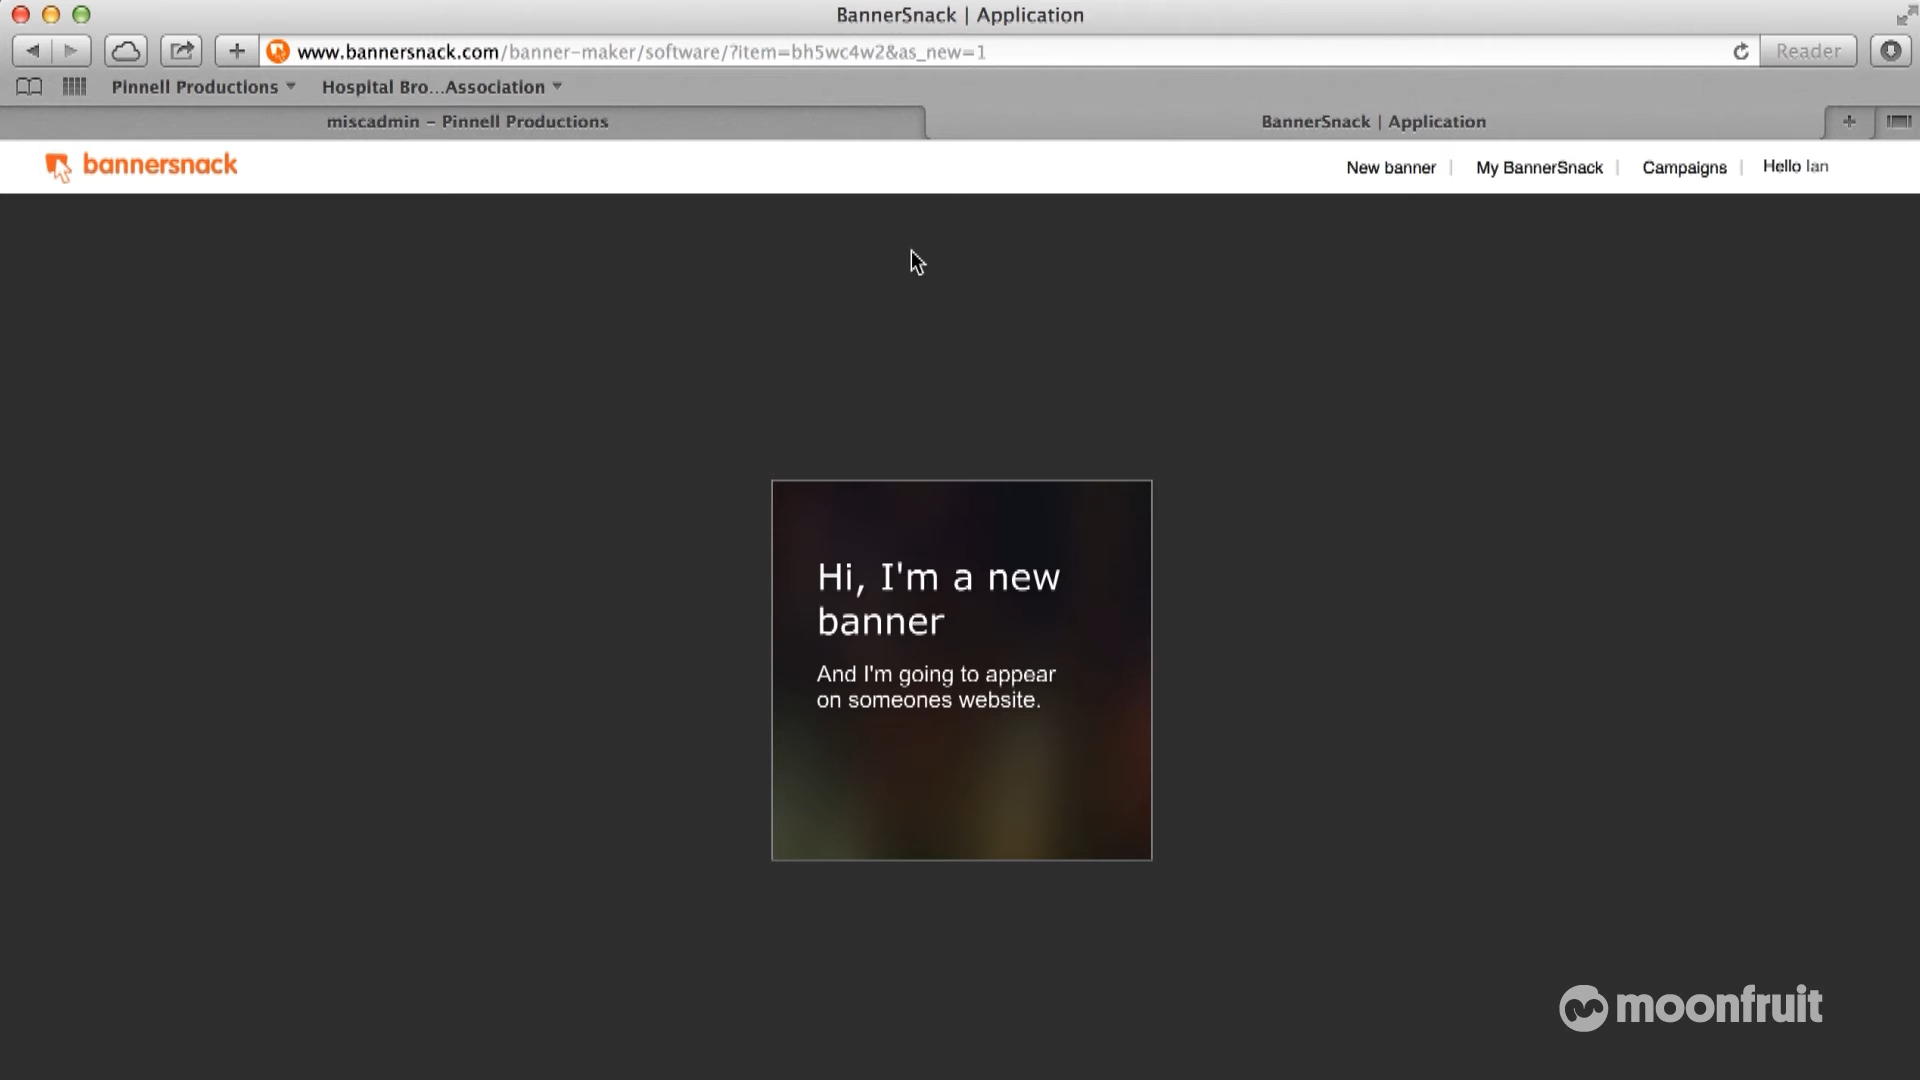 BannerSnack | Application
www.bannersnack.com/banner-maker/software/?item=bh5wc4w2&as_new=1
Reader
Pinnell Productions
Hospital Bro...Association
miscadmin – Pinnell Productions
BannerSnack | Application
bannersnack
New banner | My BannerSnack | Campaigns | Hello Ian
Hi, I'm a new
banner
And I'm going to appear
on someones website.
moonfruit